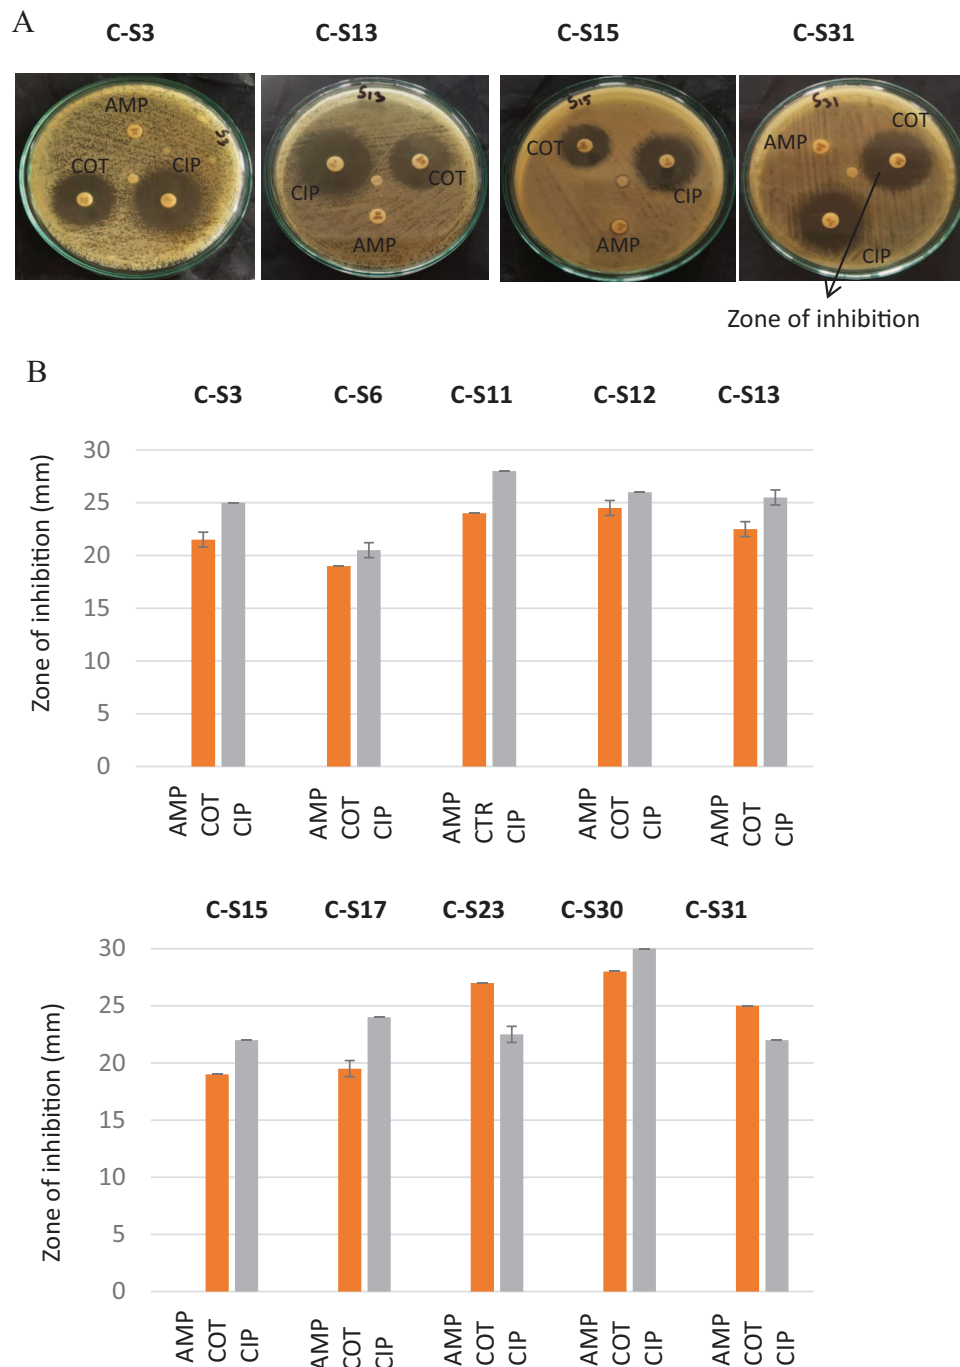 A
C-S3 C-S13 C-S15 C-S31
S3 S13 S15 S31
AMP
COT CIP
CIP COT
AMP
COT
CIP
AMP
COT
AMP
CIP
Zone of inhibition
B
C-S3 C-S6 C-S11 C-S12 C-S13
Zone of inhibition (mm)
30
25
20
15
10
5
0
AMP COT CIP AMP COT CIP AMP CTR CIP AMP COT CIP AMP COT CIP
C-S15 C-S17 C-S23 C-S30 C-S31
Zone of inhibition (mm)
30
25
20
15
10
5
0
AMP COT CIP AMP COT CIP AMP COT CIP AMP COT CIP AMP COT CIP